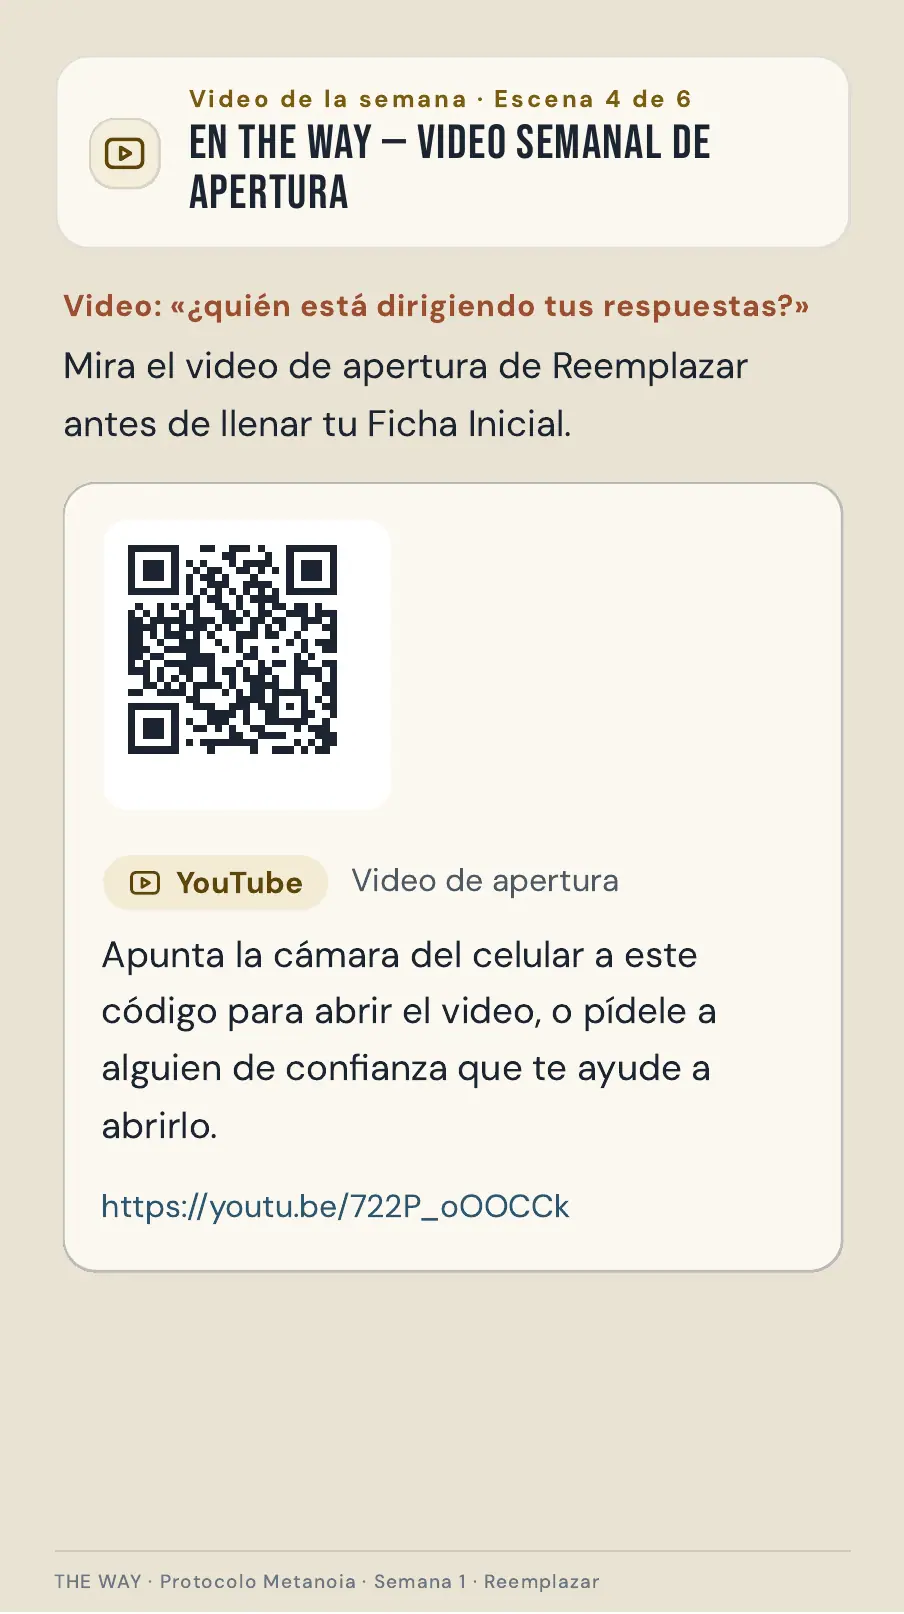 Video de la semana · Escena 4 de 6
EN THE WAY — VIDEO SEMANAL DE
APERTURA
Video: «¿quién está dirigiendo tus respuestas?»
Mira el video de apertura de Reemplazar
antes de llenar tu Ficha Inicial.
YouTube Video de apertura
Apunta la cámara del celular a este
código para abrir el video, o pídele a
alguien de confianza que te ayude a
abrirlo.
https://youtu.be/722P_oOOCCk
THE WAY · Protocolo Metanoia · Semana 1 · Reemplazar